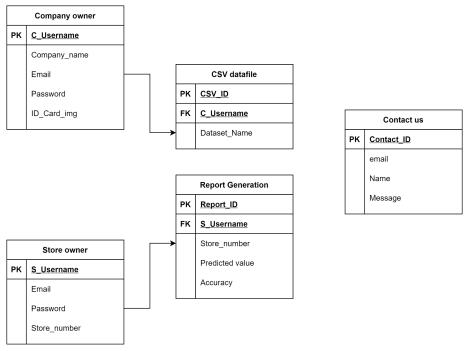 Company owner
PK C_Username
Company_name
Email
Password
ID_Card_img
CSV datafile
PK CSV_ID
FK C_Username
Dataset_Name
Contact us
PK Contact_ID
email
Name
Message
Report Generation
PK Report_ID
FK S_Username
Store_number
Predicted value
Accuracy
Store owner
PK S_Username
Email
Password
Store_number